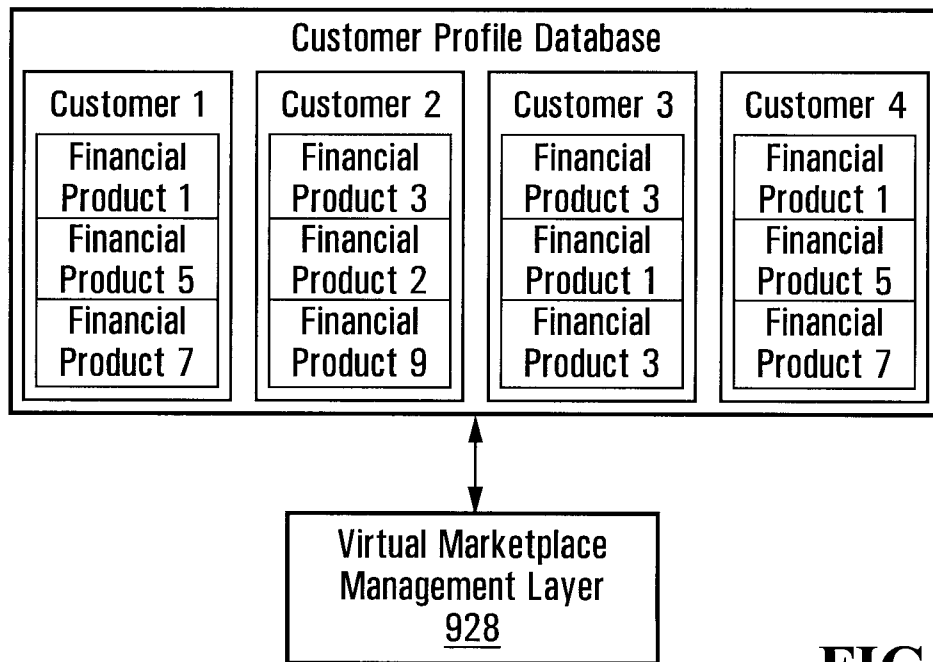 Customer Profile Database
Customer 1
Financial
Product 1
Financial
Product 5
Financial
Product 7
Customer 2
Financial
Product 3
Financial
Product 2
Financial
Product 9
Customer 3
Financial
Product 3
Financial
Product 1
Financial
Product 3
Customer 4
Financial
Product 1
Financial
Product 5
Financial
Product 7
Virtual Marketplace
Management Layer
928
FIG